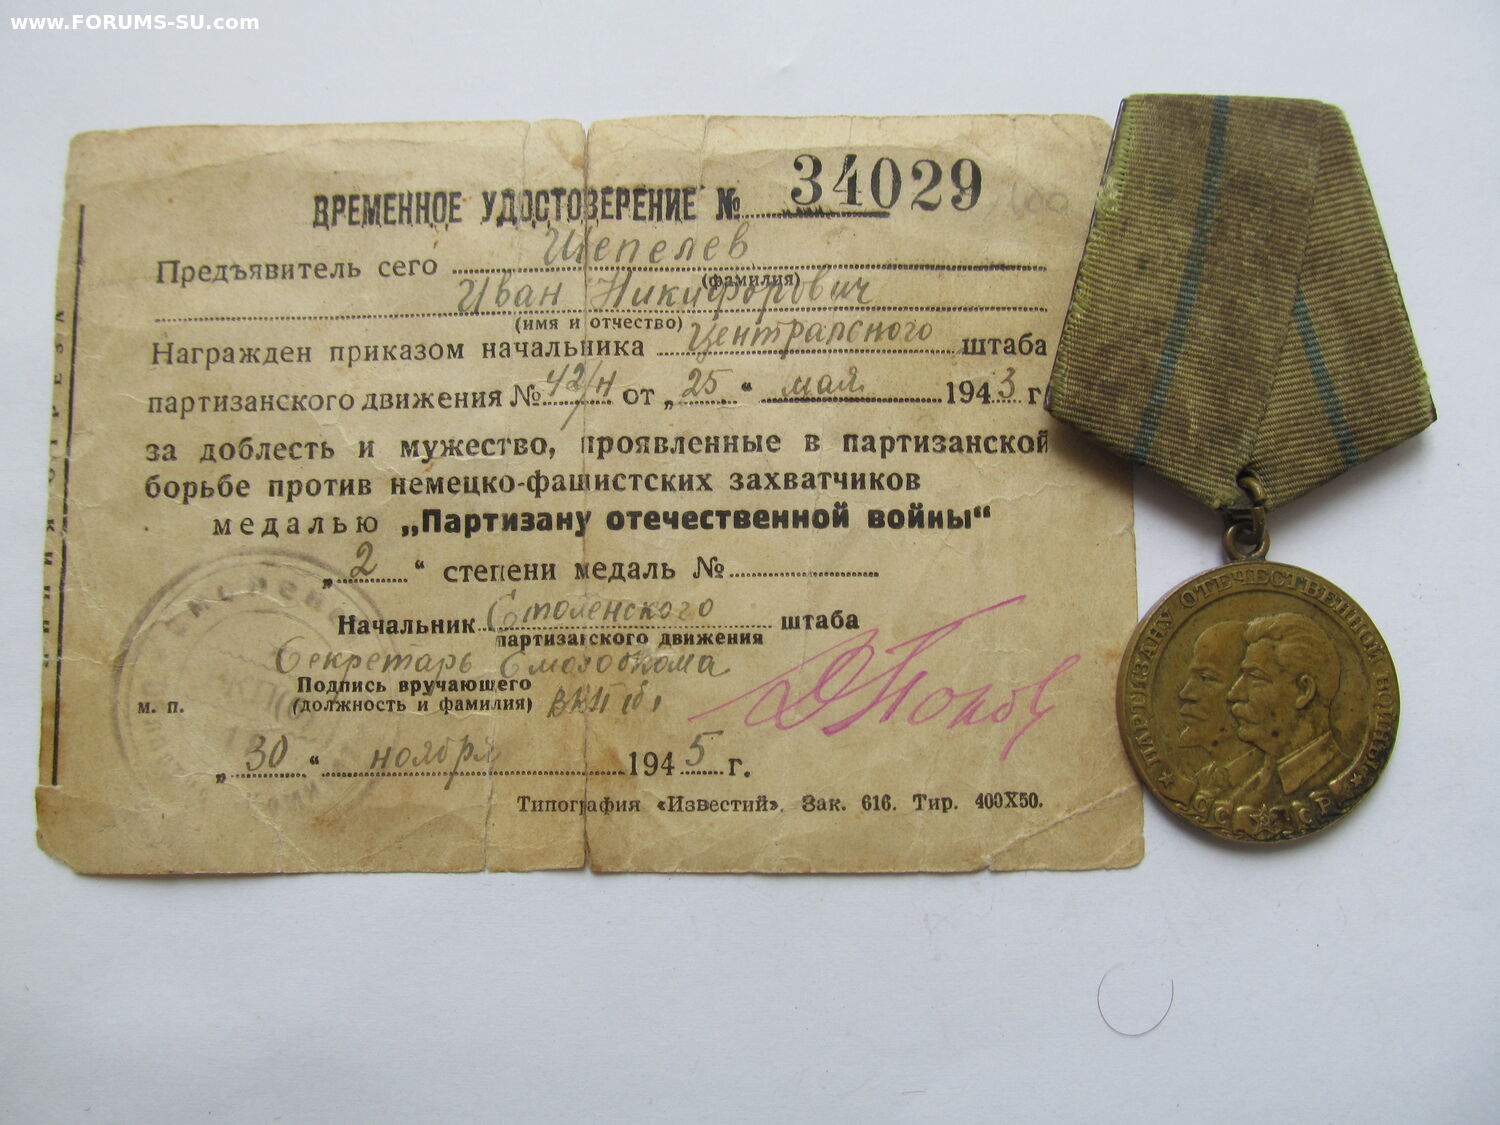 www.FORUMS-SU.com
ВРЕМЕННОЕ УДОСТОВЕРЕНИЕ № 34029
Предъявитель сего Шепелев
(фамилия)
Иван Никифорович
(имя и отчество)
Награжден приказом начальника Центрального штаба
партизанского движения № 42/н от „25“ мая 1943 г.
за доблесть и мужество, проявленные в партизанской
борьбе против немецко-фашистских захватчиков
медалью „Партизану отечественной войны“
„2“ степени медаль №
Начальник Смоленского штаба
партизанского движения
Секретарь Смолобкома
Подпись вручающего
(должность и фамилия) ВКП(б)
м. п.
ДПопов
„30“ ноября 1945 г.
Типография «Известий». Зак. 616. Тир. 400X50.
ПАРТИЗАНУ ОТЕЧЕСТВЕННОЙ ВОЙНЫ
СССР